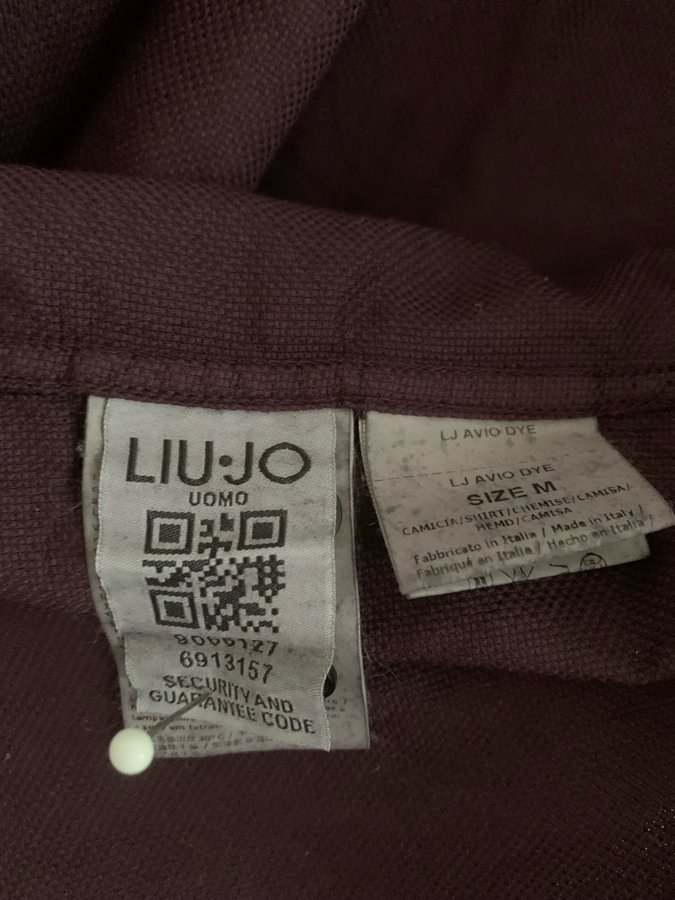 LIU·JO
UOMO
6913157
SECURITY AND
GUARANTEE CODE
LJ AVIO DYE
LJ AVIO DYE
SIZE M
CAMICIA/SHIRT/CHEMISE/CAMISA/
HEMD/CAMISA
Fabbricato in Italia / Made in Italy /
Fabriqué en Italie / Hecho en Italia /